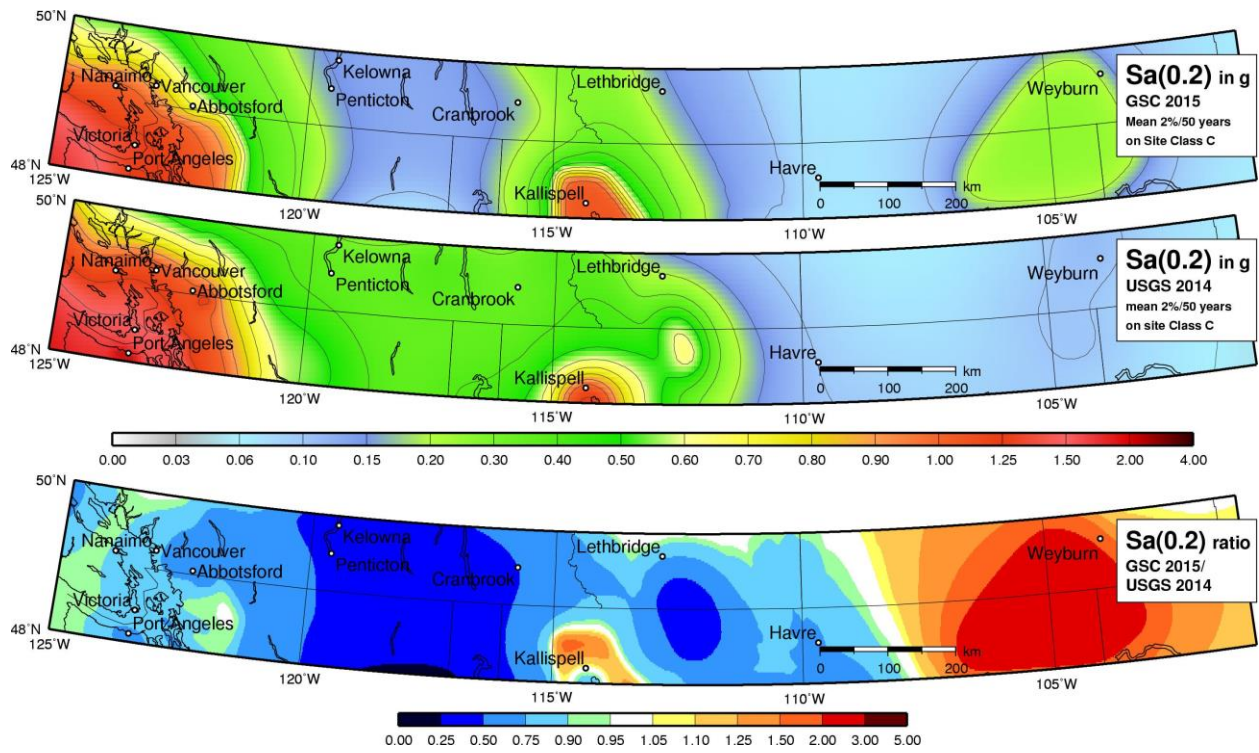 50°N
Nanaimo
Vancouver
Abbotsford
Victoria
Port Angeles
48°N
125°W
Kelowna
Penticton
Cranbrook
Lethbridge
Kallispell
Havre
Weyburn
0 100 200 km
120°W
115°W
110°W
105°W
Sa(0.2) in g
GSC 2015
Mean 2%/50 years
on Site Class C
50°N
Nanaimo
Vancouver
Abbotsford
Victoria
Port Angeles
48°N
125°W
Kelowna
Penticton
Cranbrook
Lethbridge
Kallispell
Havre
Weyburn
0 100 200 km
120°W
115°W
110°W
105°W
Sa(0.2) in g
USGS 2014
mean 2%/50 years
on site Class C
0.00 0.03 0.06 0.10 0.15 0.20 0.30 0.40 0.50 0.60 0.70 0.80 0.90 1.00 1.25 1.50 2.00 4.00
50°N
Nanaimo
Vancouver
Abbotsford
Victoria
Port Angeles
48°N
125°W
Kelowna
Penticton
Cranbrook
Lethbridge
Kallispell
Havre
Weyburn
0 100 200 km
120°W
115°W
110°W
105°W
Sa(0.2) ratio
GSC 2015/
USGS 2014
0.00 0.25 0.50 0.75 0.90 0.95 1.05 1.10 1.25 1.50 2.00 3.00 5.00